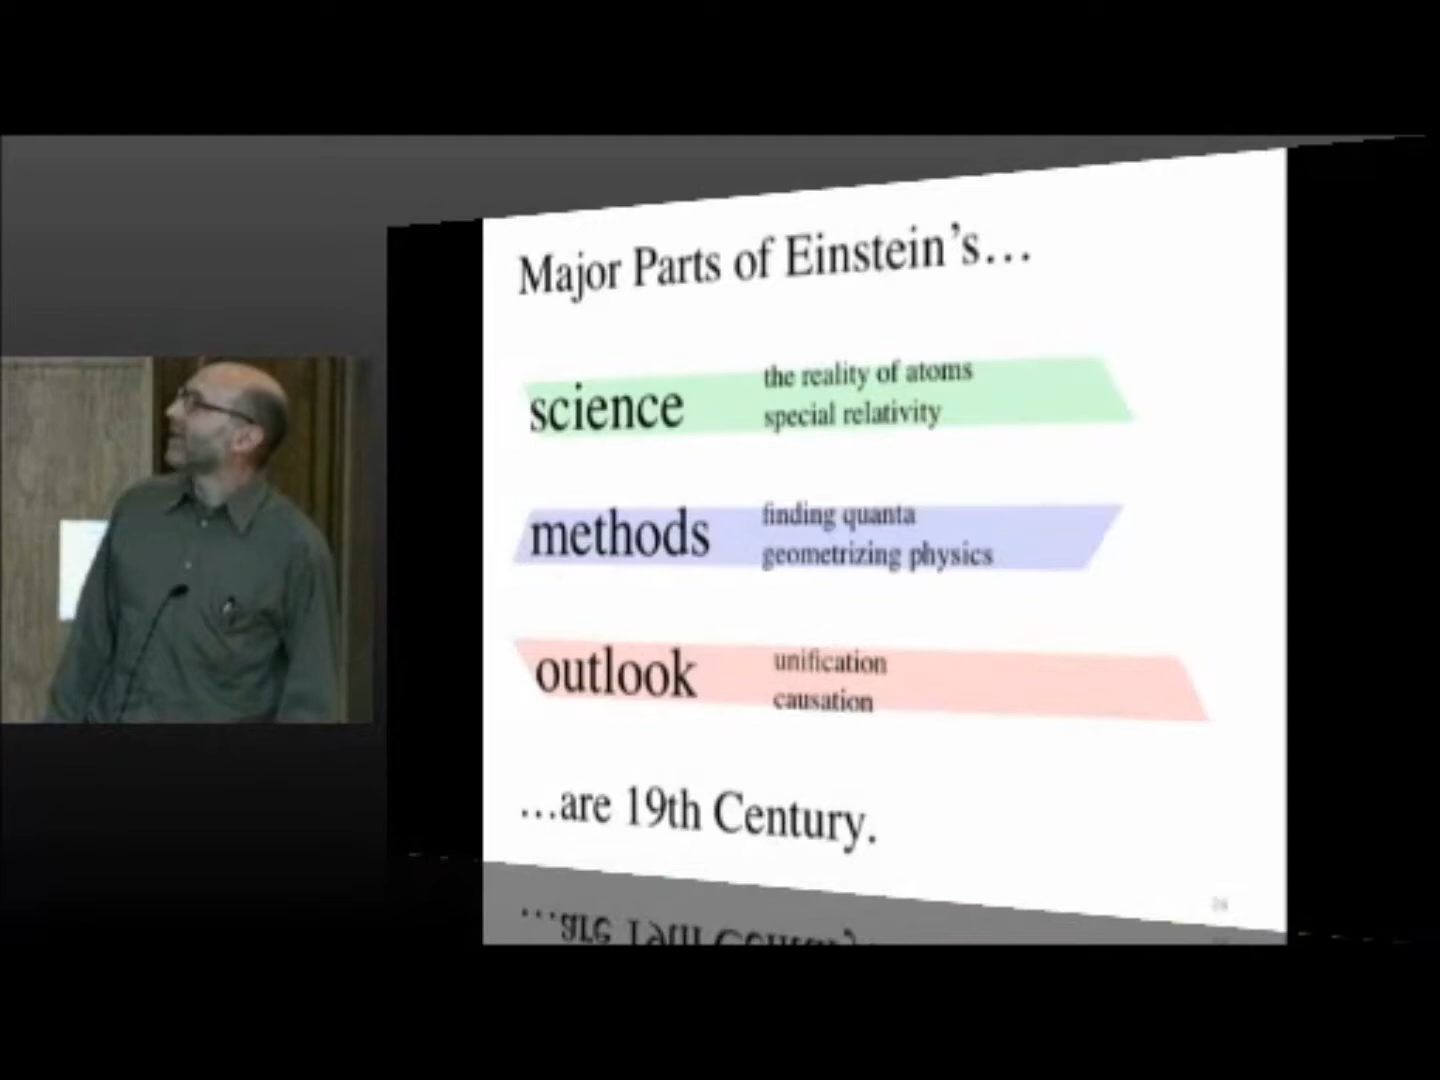 Major Parts of Einstein's...
science
the reality of atoms
special relativity
methods
finding quanta
geometrizing physics
outlook
unification
causation
...are 19th Century.